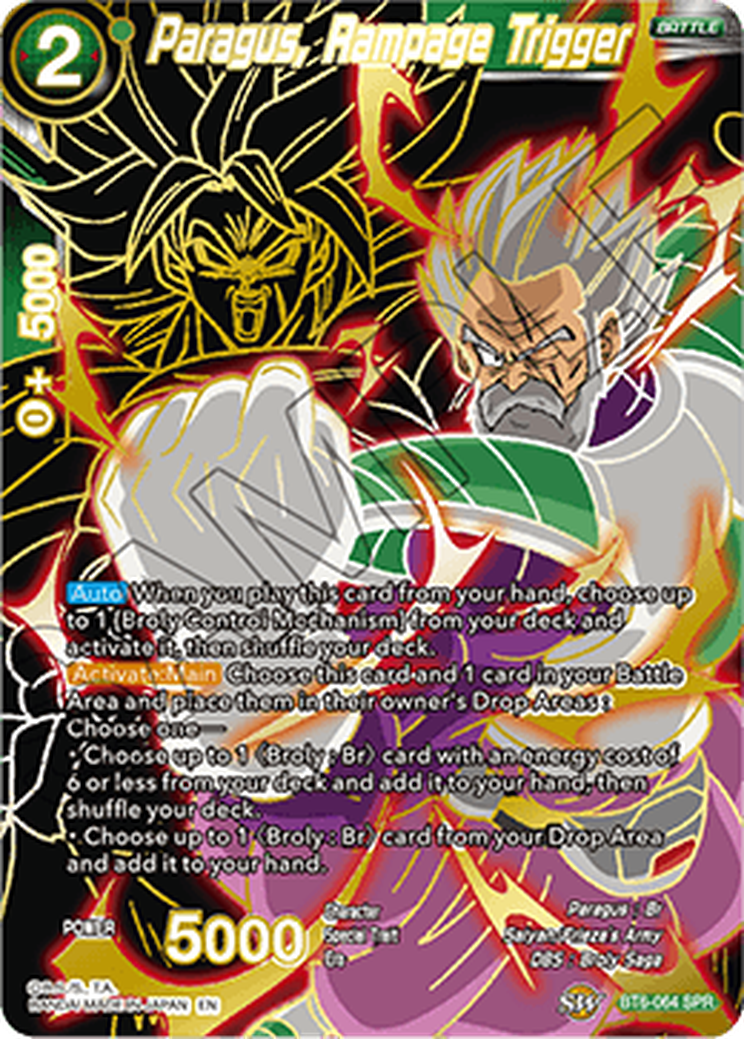 2
Paragus, Rampage Trigger
BATTLE
0+ 5000
Auto When you play this card from your hand, choose up
to 1 {Broly Control Mechanism} from your deck and
activate it, then shuffle your deck.
Activate:Main Choose this card and 1 card in your Battle
Area and place them in their owner's Drop Areas :
Choose one—
• Choose up to 1 《Broly : Br》 card with an energy cost of
6 or less from your deck and add it to your hand, then
shuffle your deck.
• Choose up to 1 《Broly : Br》 card from your Drop Area
and add it to your hand.
POWER 5000
Character Paragus : Br
Special Trait Saiyan/Frieza's Army
Era DBS : Broly Saga
BANDAI MADE IN JAPAN EN
BT6-064 SPR